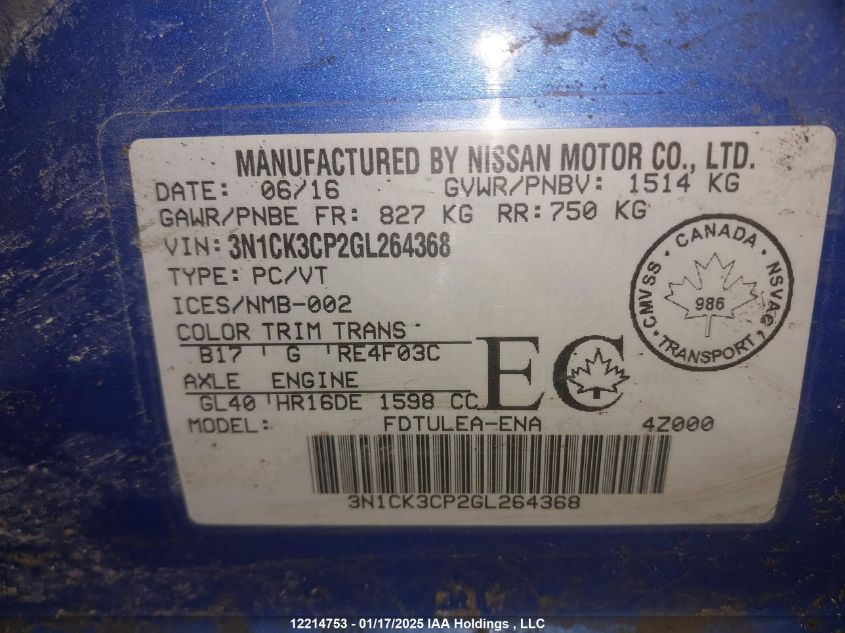 MANUFACTURED BY NISSAN MOTOR CO., LTD.
DATE: 06/16 GVWR/PNBV: 1514 KG
GAWR/PNBE FR: 827 KG RR: 750 KG
VIN: 3N1CK3CP2GL264368
TYPE: PC/VT
ICES/NMB-002
COLOR TRIM TRANS
B17 G RE4F03C
AXLE ENGINE
GL40 HR16DE 1598 CC
MODEL: FDTULEA-ENA 4Z000
EC
CANADA
CMVSS NSVAC
986
TRANSPORT
3N1CK3CP2GL264368
12214753 - 01/17/2025 IAA Holdings , LLC